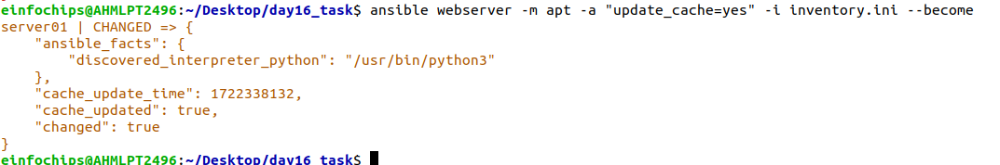 einfochips@AHMLPT2496:~/Desktop/day16_task$ ansible webserver -m apt -a "update_cache=yes" -i inventory.ini --become
server01 | CHANGED => {
    "ansible_facts": {
        "discovered_interpreter_python": "/usr/bin/python3"
    },
    "cache_update_time": 1722338132,
    "cache_updated": true,
    "changed": true
}
einfochips@AHMLPT2496:~/Desktop/day16_task$